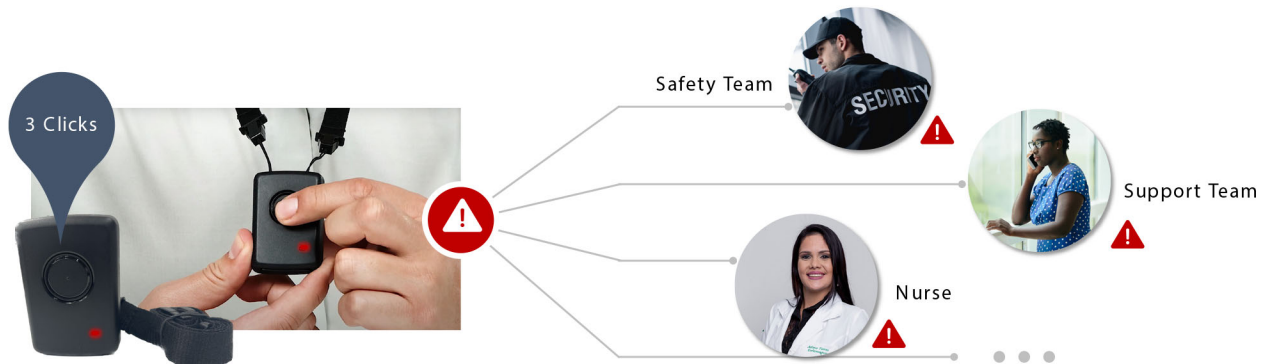 3 Clicks
Safety Team
SECURITY
Support Team
Nurse